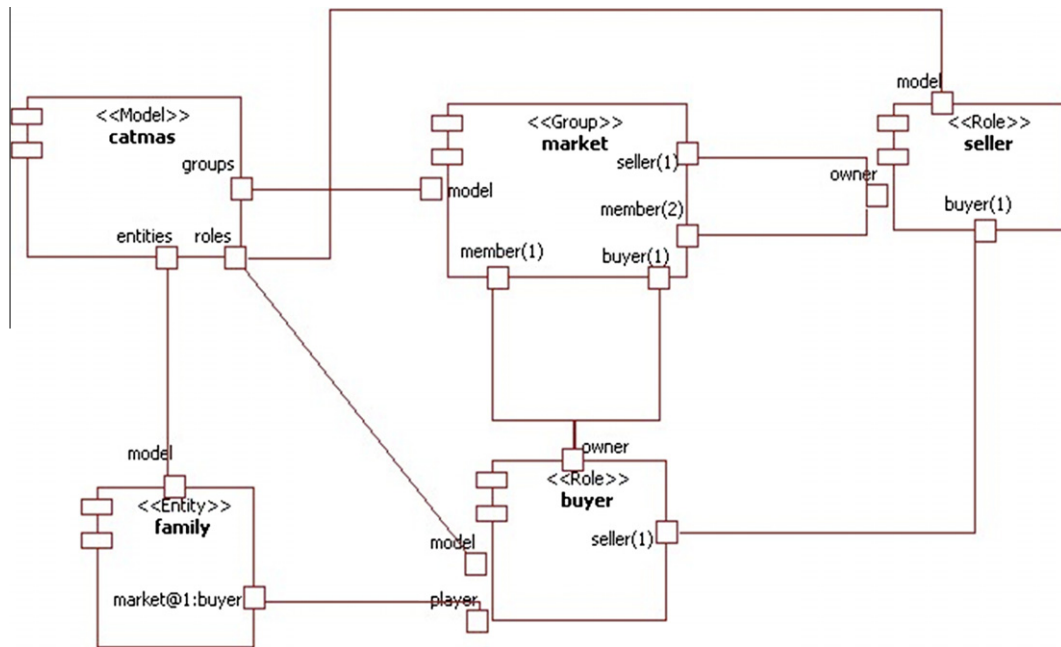 <<Model>>
catmas
groups
entities
roles
<<Group>>
market
model
seller(1)
member(2)
member(1)
buyer(1)
model
<<Role>>
seller
owner
buyer(1)
model
<<Entity>>
family
market@1:buyer
owner
<<Role>>
buyer
model
seller(1)
player